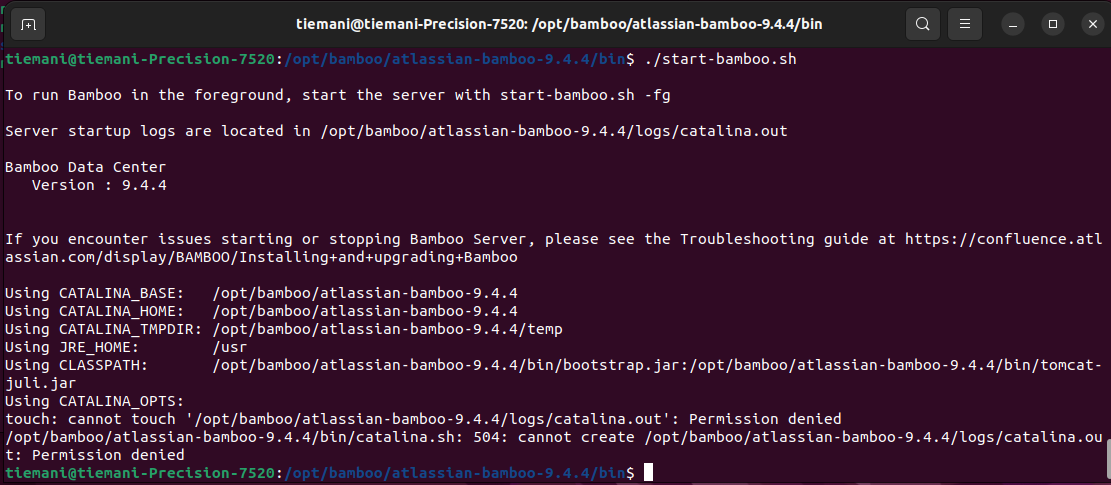 tiemani@tiemani-Precision-7520: /opt/bamboo/atlassian-bamboo-9.4.4/bin
tiemani@tiemani-Precision-7520:/opt/bamboo/atlassian-bamboo-9.4.4/bin$ ./start-bamboo.sh
To run Bamboo in the foreground, start the server with start-bamboo.sh -fg
Server startup logs are located in /opt/bamboo/atlassian-bamboo-9.4.4/logs/catalina.out
Bamboo Data Center
   Version : 9.4.4
If you encounter issues starting or stopping Bamboo Server, please see the Troubleshooting guide at https://confluence.atl
assian.com/display/BAMBOO/Installing+and+upgrading+Bamboo
Using CATALINA_BASE:   /opt/bamboo/atlassian-bamboo-9.4.4
Using CATALINA_HOME:   /opt/bamboo/atlassian-bamboo-9.4.4
Using CATALINA_TMPDIR: /opt/bamboo/atlassian-bamboo-9.4.4/temp
Using JRE_HOME:        /usr
Using CLASSPATH:       /opt/bamboo/atlassian-bamboo-9.4.4/bin/bootstrap.jar:/opt/bamboo/atlassian-bamboo-9.4.4/bin/tomcat-
juli.jar
Using CATALINA_OPTS:
touch: cannot touch '/opt/bamboo/atlassian-bamboo-9.4.4/logs/catalina.out': Permission denied
/opt/bamboo/atlassian-bamboo-9.4.4/bin/catalina.sh: 504: cannot create /opt/bamboo/atlassian-bamboo-9.4.4/logs/catalina.ou
t: Permission denied
tiemani@tiemani-Precision-7520:/opt/bamboo/atlassian-bamboo-9.4.4/bin$